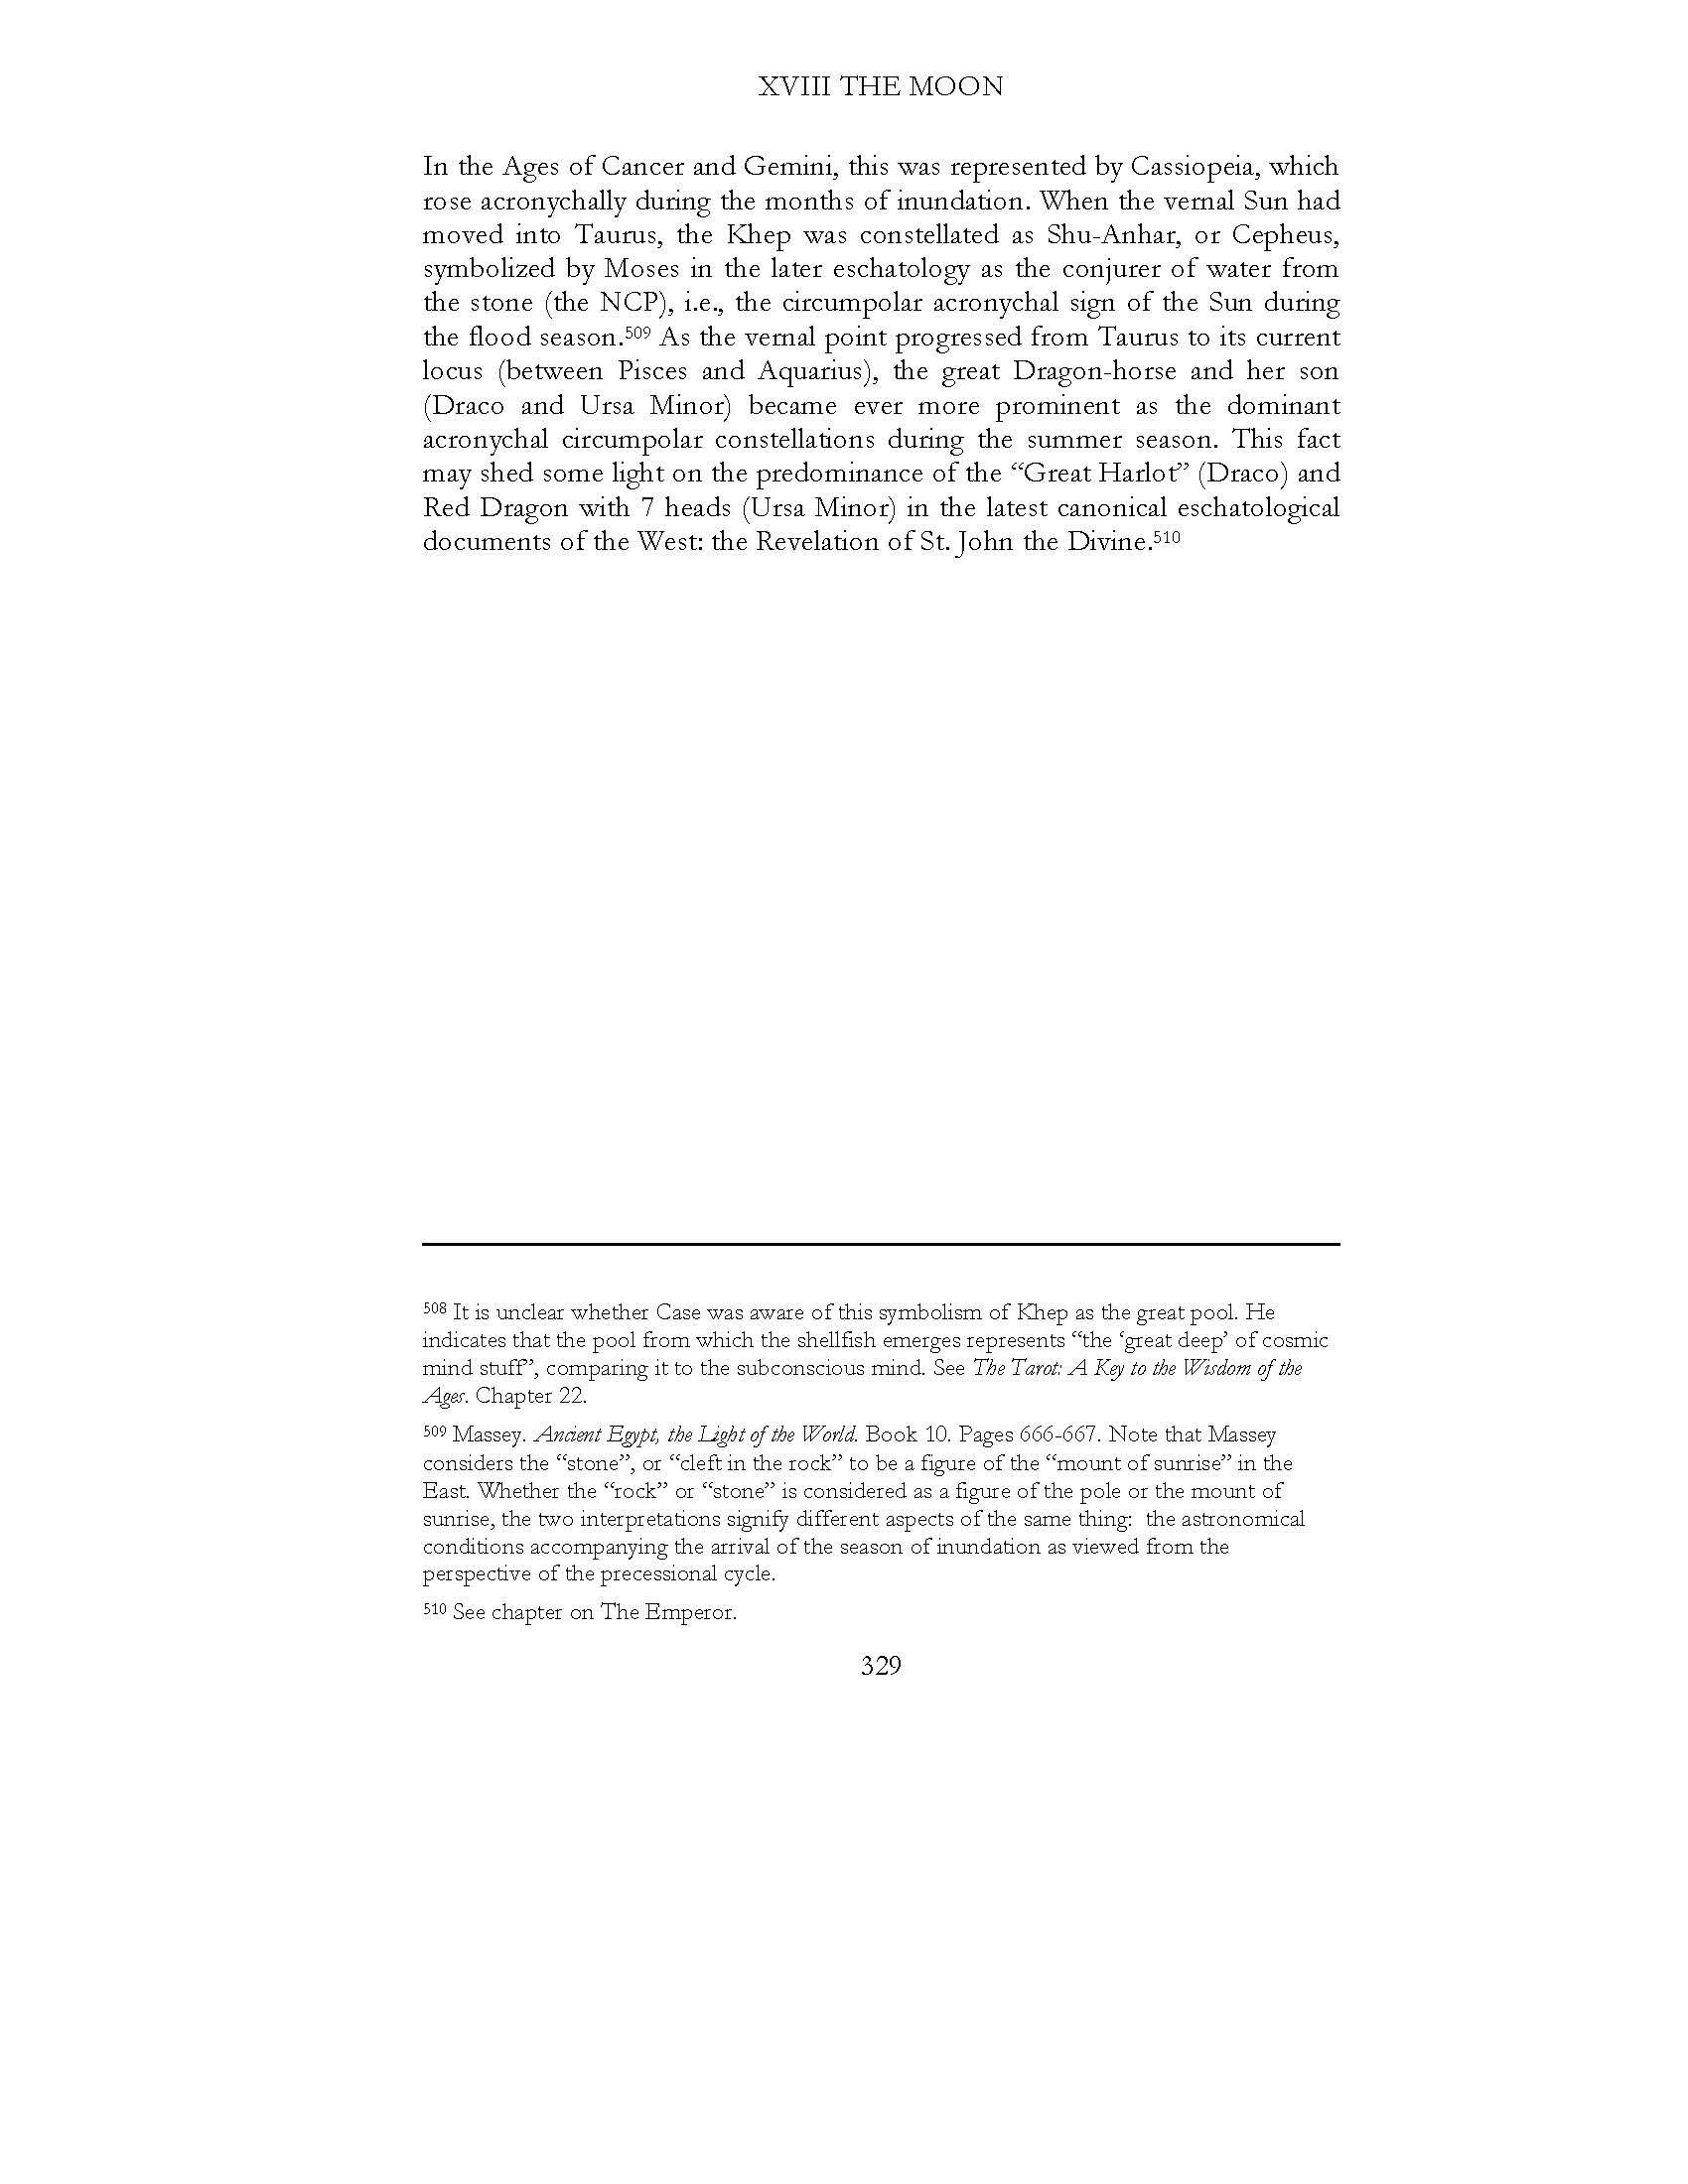 XVIII THE MOON
In the Ages of Cancer and Gemini, this was represented by Cassiopeia, which
rose acronychally during the months of inundation. When the vernal Sun had
moved into Taurus, the Khep was constellated as Shu-Anhar, or Cepheus,
symbolized by Moses in the later eschatology as the conjurer of water from
the stone (the NCP), i.e., the circumpolar acronychal sign of the Sun during
the flood season.509 As the vernal point progressed from Taurus to its current
locus (between Pisces and Aquarius), the great Dragon-horse and her son
(Draco and Ursa Minor) became ever more prominent as the dominant
acronychal circumpolar constellations during the summer season. This fact
may shed some light on the predominance of the “Great Harlot” (Draco) and
Red Dragon with 7 heads (Ursa Minor) in the latest canonical eschatological
documents of the West: the Revelation of St. John the Divine.510
508 It is unclear whether Case was aware of this symbolism of Khep as the great pool. He
indicates that the pool from which the shellfish emerges represents “the ‘great deep’ of cosmic
mind stuff”, comparing it to the subconscious mind. See The Tarot: A Key to the Wisdom of the
Ages. Chapter 22.
509 Massey. Ancient Egypt, the Light of the World. Book 10. Pages 666-667. Note that Massey
considers the “stone”, or “cleft in the rock” to be a figure of the “mount of sunrise” in the
East. Whether the “rock” or “stone” is considered as a figure of the pole or the mount of
sunrise, the two interpretations signify different aspects of the same thing:  the astronomical
conditions accompanying the arrival of the season of inundation as viewed from the
perspective of the precessional cycle.
510 See chapter on The Emperor.
329